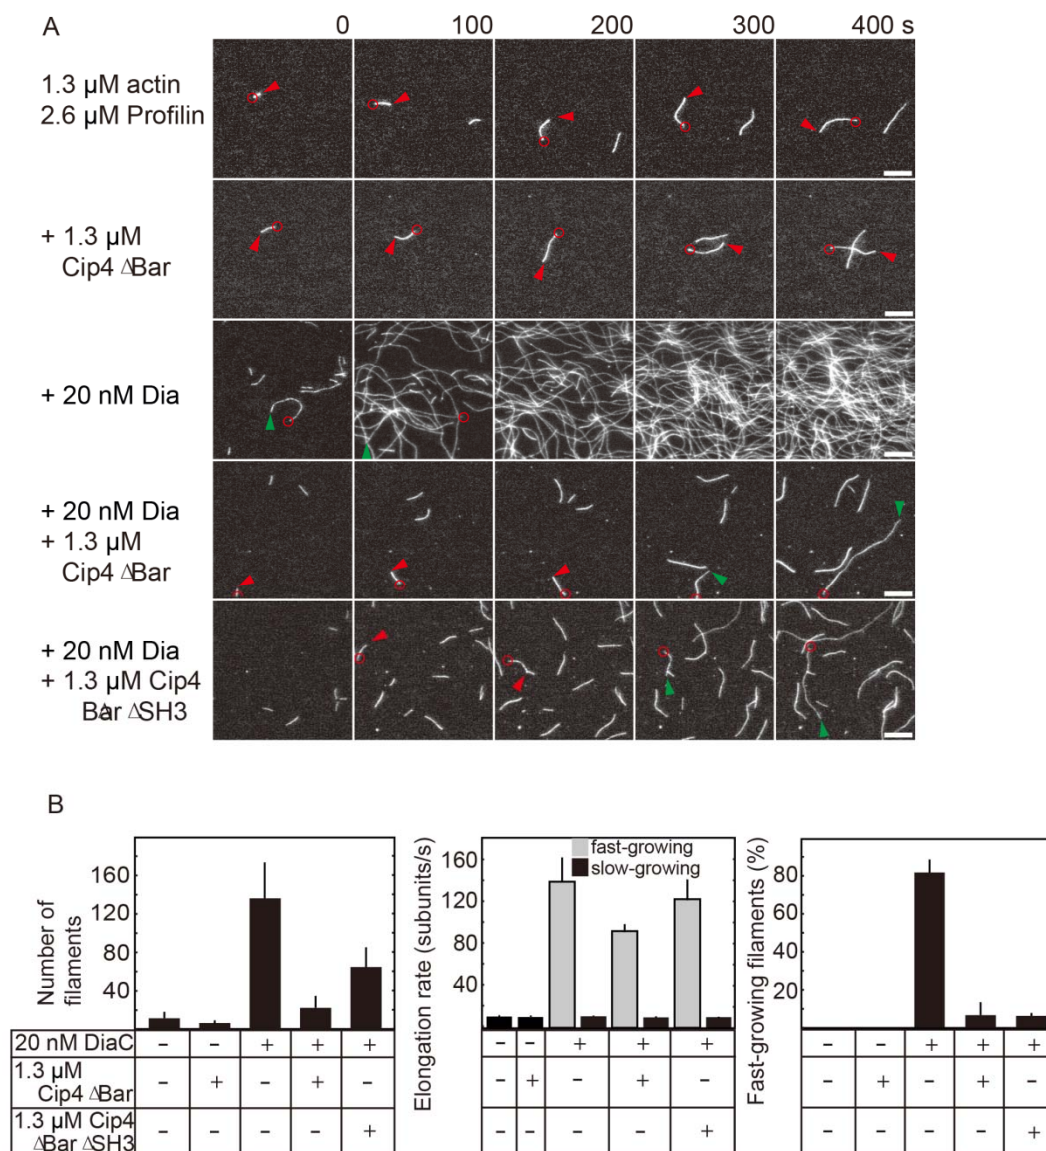 A
0 100 200 300 400 s
1.3 µM actin
2.6 µM Profilin
+ 1.3 µM
Cip4 ΔBar
+ 20 nM Dia
+ 20 nM Dia
+ 1.3 µM
Cip4 ΔBar
+ 20 nM Dia
+ 1.3 µM Cip4
ΔBar ΔSH3
B
Number of
filaments
160
120
80
40
Elongation rate (subunits/s)
160
120
80
40
fast-growing
slow-growing
Fast-growing filaments (%)
80
60
40
20
20 nM DiaC - - + + + - - + + + - - + + +
1.3 µM
Cip4 ΔBar - + - + - - + - + - - + - + -
1.3 µM Cip4
ΔBar ΔSH3 - - - - + - - - - + - - - - +